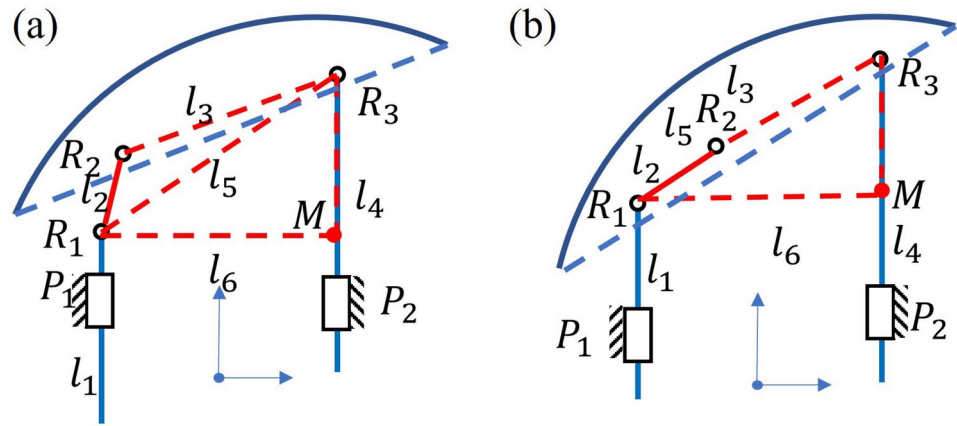 (a)
l₃
R₃
R₂
l₂
l₅
l₄
R₁
M
l₆
P₁
P₂
l₁
(b)
R₃
l₃
R₂
l₅
l₂
R₁
M
l₁
l₆
l₄
P₁
P₂